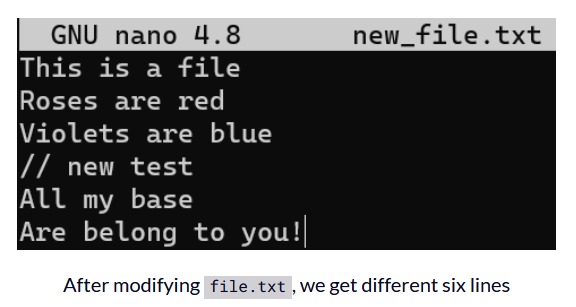 GNU nano 4.8 new_file.txt
This is a file
Roses are red
Violets are blue
// new test
All my base
Are belong to you!
After modifying file.txt, we get different six lines